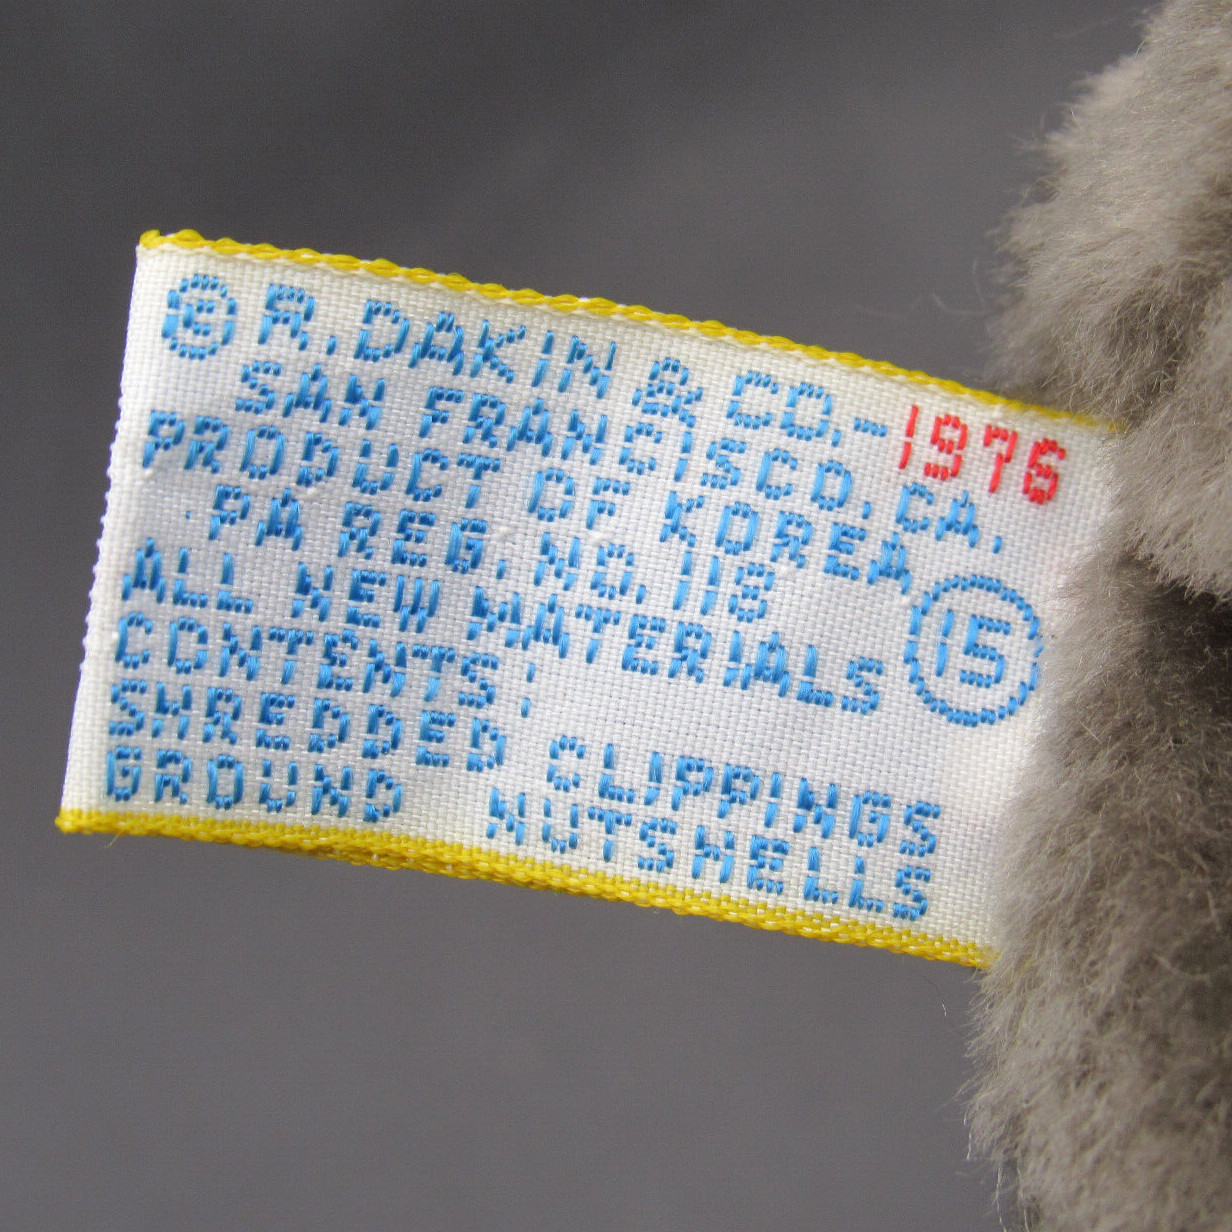 © R. DAKIN & CO.-1976
SAN FRANCISCO, CA.
PRODUCT OF KOREA
PA REG. NO. 118
ALL NEW MATERIALS 15
CONTENTS:
SHREDDED CLIPPINGS
GROUND NUTSHELLS